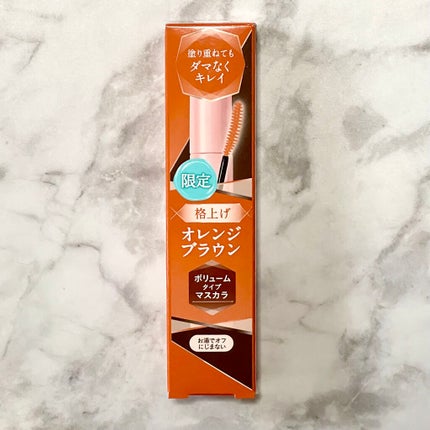 塗り重ねても
ダマなく
キレイ
限定
格上げ
オレンジ
ブラウン
ボリューム
タイプ
マスカラ
お湯でオフ
にじまない